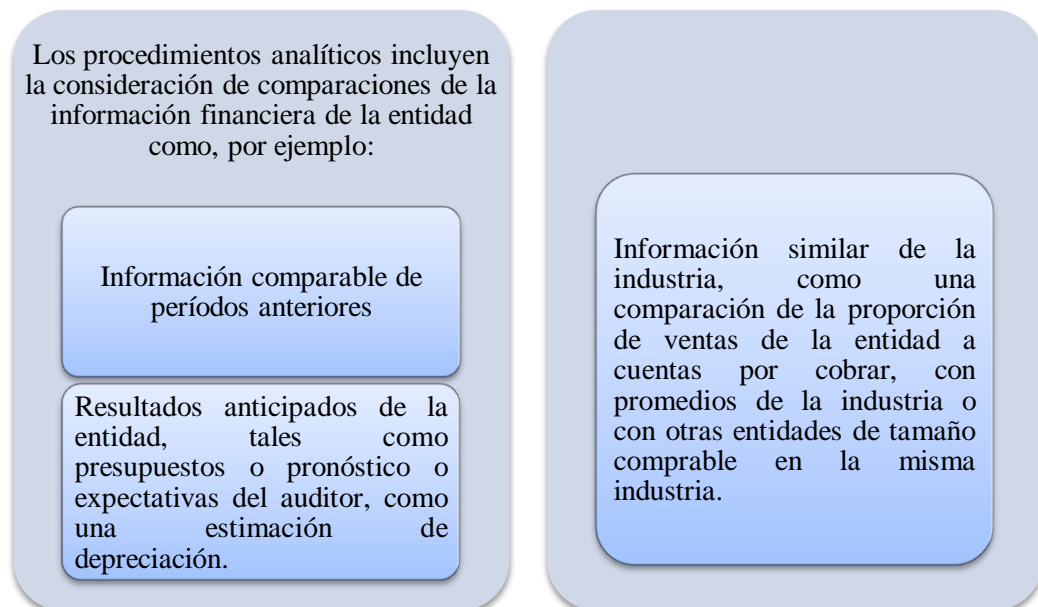 Los procedimientos analíticos incluyen
la consideración de comparaciones de la
información financiera de la entidad
como, por ejemplo:
Información comparable de
períodos anteriores
Resultados anticipados de la
entidad, tales como
presupuestos o pronóstico o
expectativas del auditor, como
una estimación de
depreciación.
Información similar de la
industria, como una
comparación de la proporción
de ventas de la entidad a
cuentas por cobrar, con
promedios de la industria o
con otras entidades de tamaño
comprable en la misma
industria.